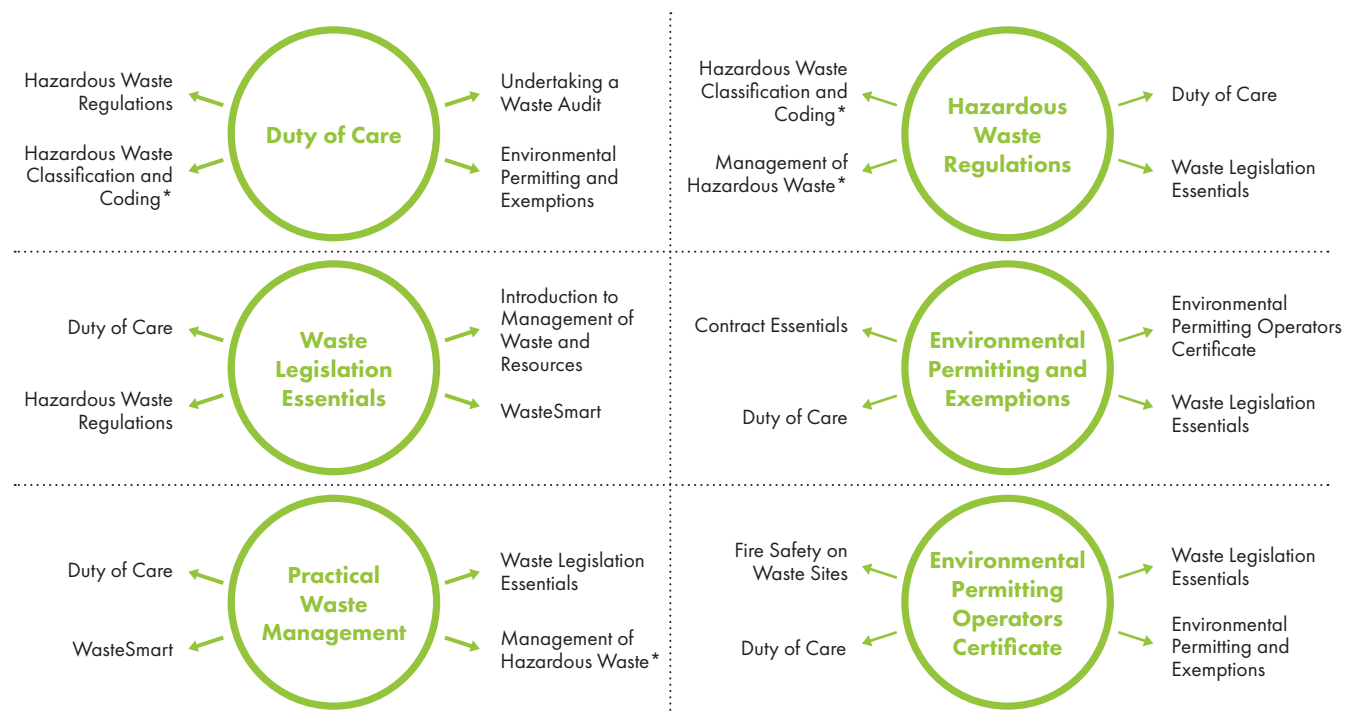 Hazardous Waste
Regulations
Hazardous Waste
Classification and
Coding*
Duty of Care
Undertaking a
Waste Audit
Environmental
Permitting and
Exemptions
Hazardous Waste
Classification and
Coding*
Management of
Hazardous Waste*
Hazardous
Waste
Regulations
Duty of Care
Waste Legislation
Essentials
Duty of Care
Hazardous Waste
Regulations
Waste
Legislation
Essentials
Introduction to
Management of
Waste and
Resources
WasteSmart
Contract Essentials
Duty of Care
Environmental
Permitting and
Exemptions
Environmental
Permitting Operators
Certificate
Waste Legislation
Essentials
Duty of Care
WasteSmart
Practical
Waste
Management
Waste Legislation
Essentials
Management of
Hazardous Waste*
Fire Safety on
Waste Sites
Duty of Care
Environmental
Permitting
Operators
Certificate
Waste Legislation
Essentials
Environmental
Permitting and
Exemptions